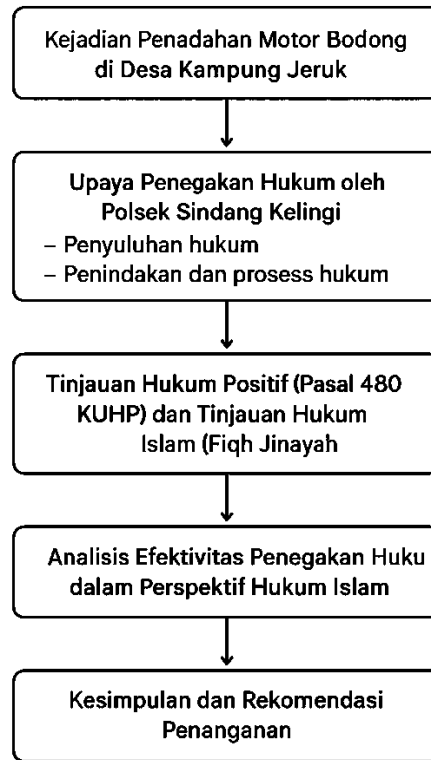 Kejadian Penadahan Motor Bodong
di Desa Kampung Jeruk
Upaya Penegakan Hukum oleh
Polsek Sindang Kelingi
– Penyuluhan hukum
– Penindakan dan prosess hukum
Tinjauan Hukum Positif (Pasal 480
KUHP) dan Tinjauan Hukum
Islam (Fiqh Jinayah
Analisis Efektivitas Penegakan Huku
dalam Perspektif Hukum Islam
Kesimpulan dan Rekomendasi
Penanganan